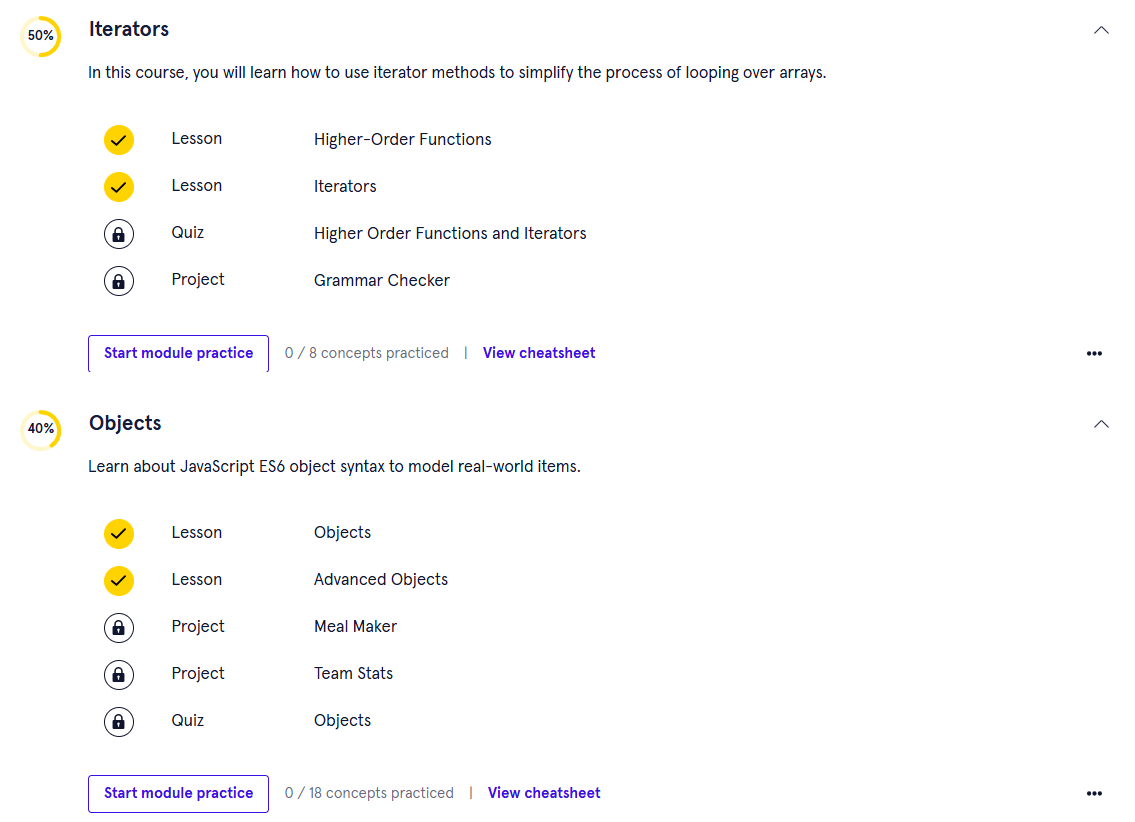 50% Iterators
In this course, you will learn how to use iterator methods to simplify the process of looping over arrays.
Lesson Higher-Order Functions
Lesson Iterators
Quiz Higher Order Functions and Iterators
Project Grammar Checker
Start module practice 0 / 8 concepts practiced | View cheatsheet
40% Objects
Learn about JavaScript ES6 object syntax to model real-world items.
Lesson Objects
Lesson Advanced Objects
Project Meal Maker
Project Team Stats
Quiz Objects
Start module practice 0 / 18 concepts practiced | View cheatsheet